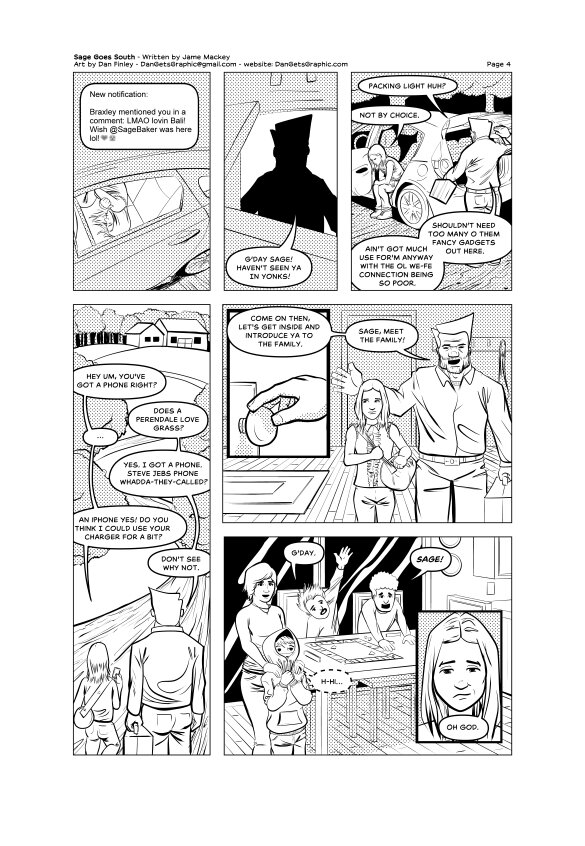 Sage Goes South - Written by Jame Mackey
Art by Dan Finley - DanGetsGraphic@gmail.com - website: DanGetsGraphic.com
Page 4
New notification:
Braxley mentioned you in a
comment: LMAO lovin Bali!
Wish @SageBaker was here
lol!
G'DAY SAGE!
HAVEN'T SEEN YA
IN YONKS!
PACKING LIGHT HUH?
NOT BY CHOICE.
SHOULDN'T NEED
TOO MANY O THEM
FANCY GADGETS
OUT HERE.
AIN'T GOT MUCH
USE FOR'M ANYWAY
WITH THE OL WE-FE
CONNECTION BEING
SO POOR.
HEY UM, YOU'VE
GOT A PHONE RIGHT?
DOES A
PERENDALE LOVE
GRASS?
...
YES. I GOT A PHONE.
STEVE JEBS PHONE
WHADDA-THEY-CALLED?
AN IPHONE YES! DO YOU
THINK I COULD USE YOUR
CHARGER FOR A BIT?
DON'T SEE
WHY NOT.
COME ON THEN,
LET'S GET INSIDE AND
INTRODUCE YA TO
THE FAMILY.
SAGE, MEET
THE FAMILY!
G'DAY.
SAGE!
H-HI...
OH GOD.